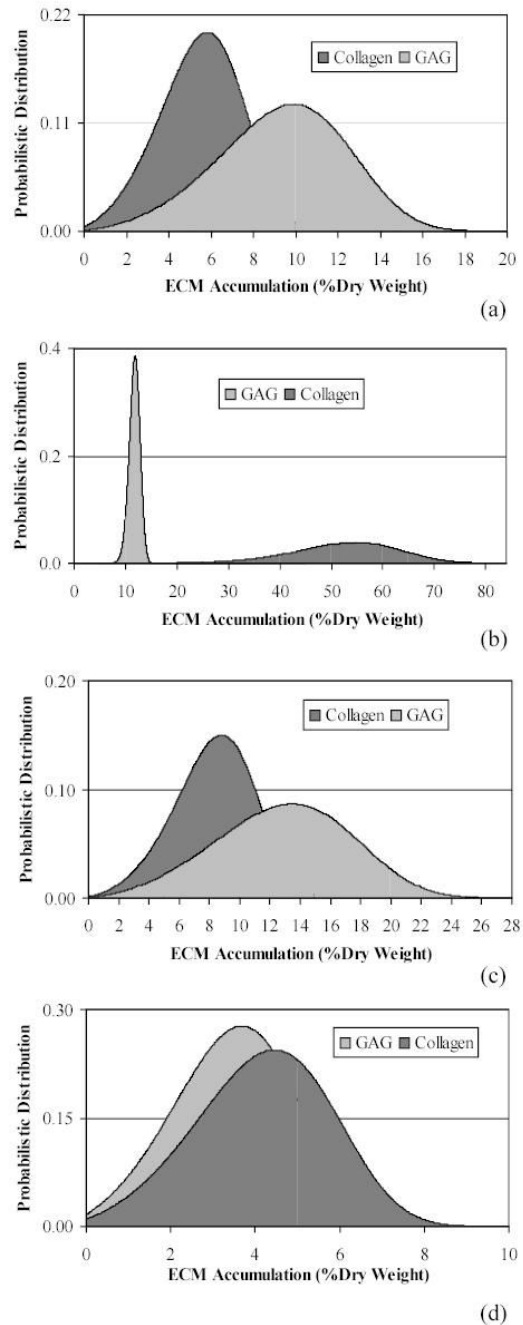 0.22
Collagen GAG
0.11
0.00
Probabilistic Distribution
0 2 4 6 8 10 12 14 16 18 20
ECM Accumulation (%Dry Weight)
(a)
0.4
GAG Collagen
0.2
0.0
Probabilistic Distribution
0 10 20 30 40 50 60 70 80
ECM Accumulation (%Dry Weight)
(b)
0.20
Collagen GAG
0.10
0.00
Probabilistic Distribution
0 2 4 6 8 10 12 14 16 18 20 22 24 26 28
ECM Accumulation (%Dry Weight)
(c)
0.30
GAG Collagen
0.15
0.00
Probabilistic Distribution
0 2 4 6 8 10
ECM Accumulation (%Dry Weight)
(d)